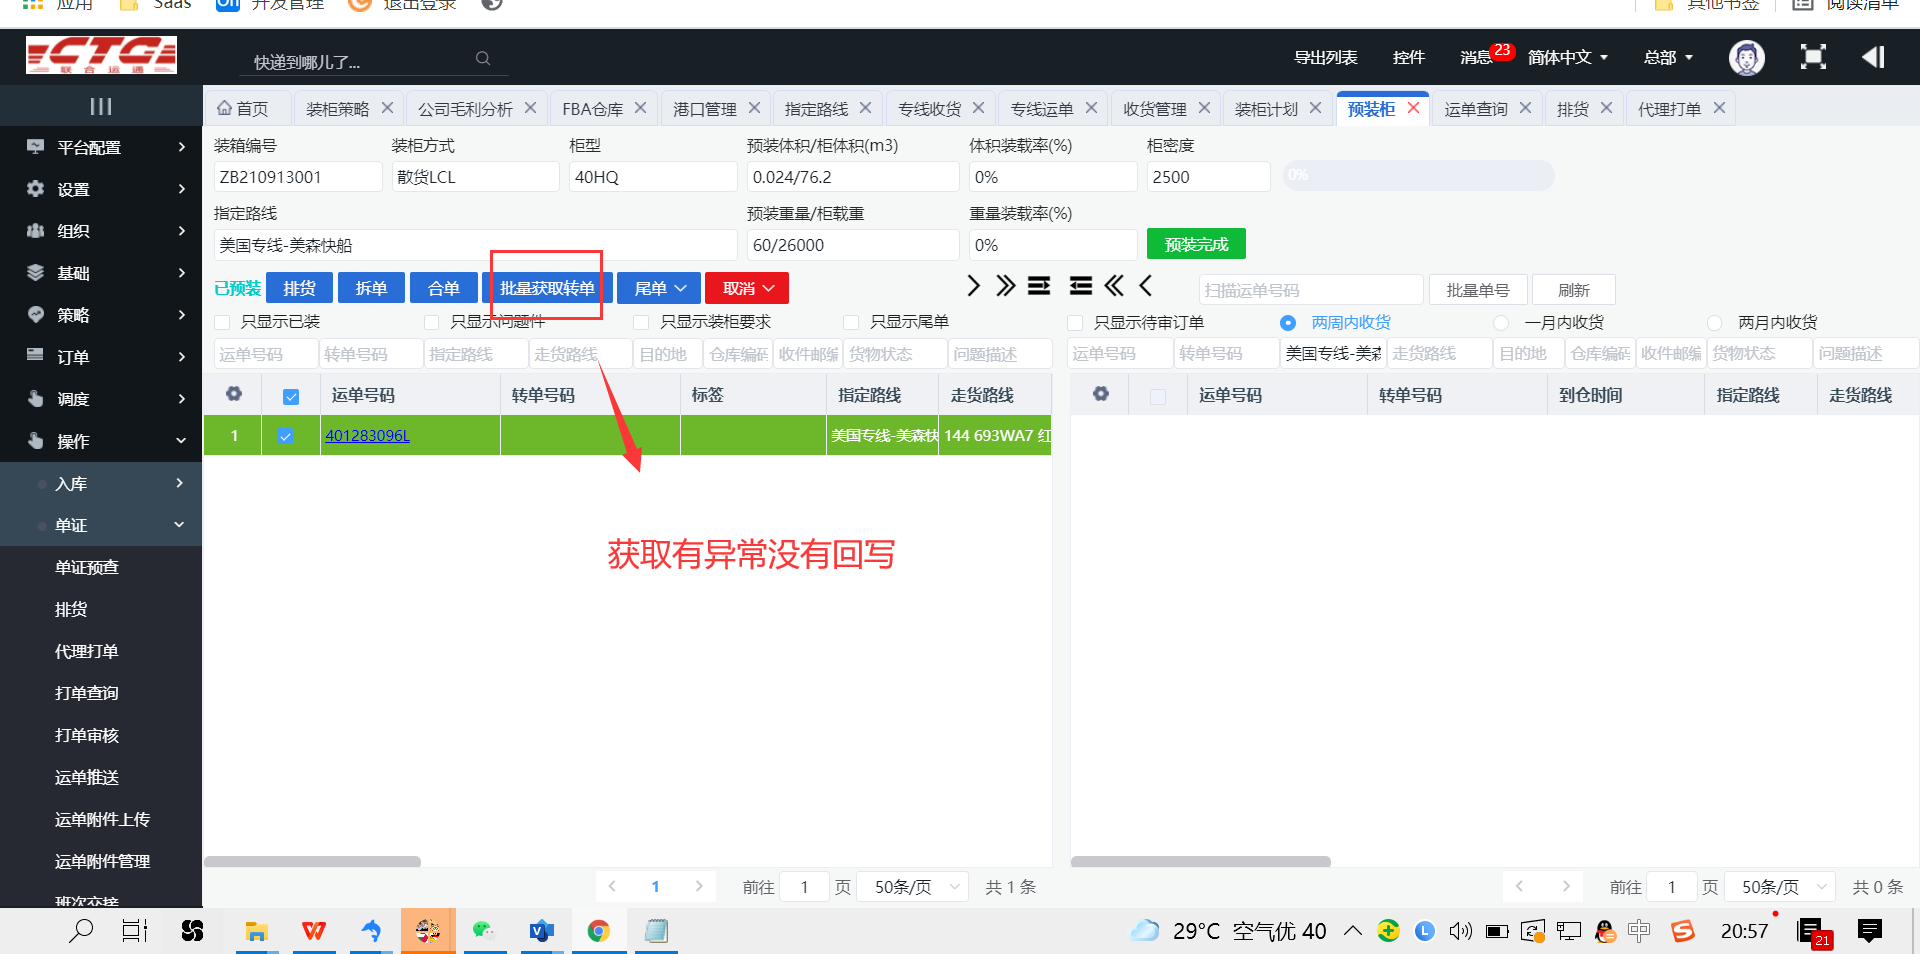 应用 Saas On 开发管理 退出登录 其他书签 阅读清单
CTG 联合运通 快递到哪儿了... 导出列表 控件 消息 23 简体中文 总部
首页 装柜策略 公司毛利分析 FBA仓库 港口管理 指定路线 专线收货 专线运单 收货管理 装柜计划 预装柜 运单查询 排货 代理打单
平台配置
设置
组织
基础
策略
订单
调度
操作
入库
单证
单证预查
排货
代理打单
打单查询
打单审核
运单推送
运单附件上传
运单附件管理
班次交接
装箱编号 装柜方式 柜型 预装体积/柜体积(m3) 体积装载率(%) 柜密度
ZB210913001 散货LCL 40HQ 0.024/76.2 0% 2500 0%
指定路线 预装重量/柜载重 重量装载率(%)
美国专线-美森快船 60/26000 0% 预装完成
已预装 排货 拆单 合单 批量获取转单 尾单 取消 扫描运单号码 批量单号 刷新
只显示已装 只显示问题件 只显示装柜要求 只显示尾单 只显示待审订单 两周内收货 一月内收货 两月内收货
运单号码 转单号码 指定路线 走货路线 目的地 仓库编码 收件邮编 货物状态 问题描述 运单号码 转单号码 美国专线-美森 走货路线 目的地 仓库编码 收件邮编 货物状态 问题描述
运单号码 转单号码 标签 指定路线 走货路线 运单号码 转单号码 到仓时间 指定路线 走货路线
1 401283096L 美国专线-美森快 144 693WA7 红
获取有异常没有回写
1 前往 1 页 50条/页 共 1 条 前往 1 页 50条/页 共 0 条
29°C 空气优 40 中 20:57 21